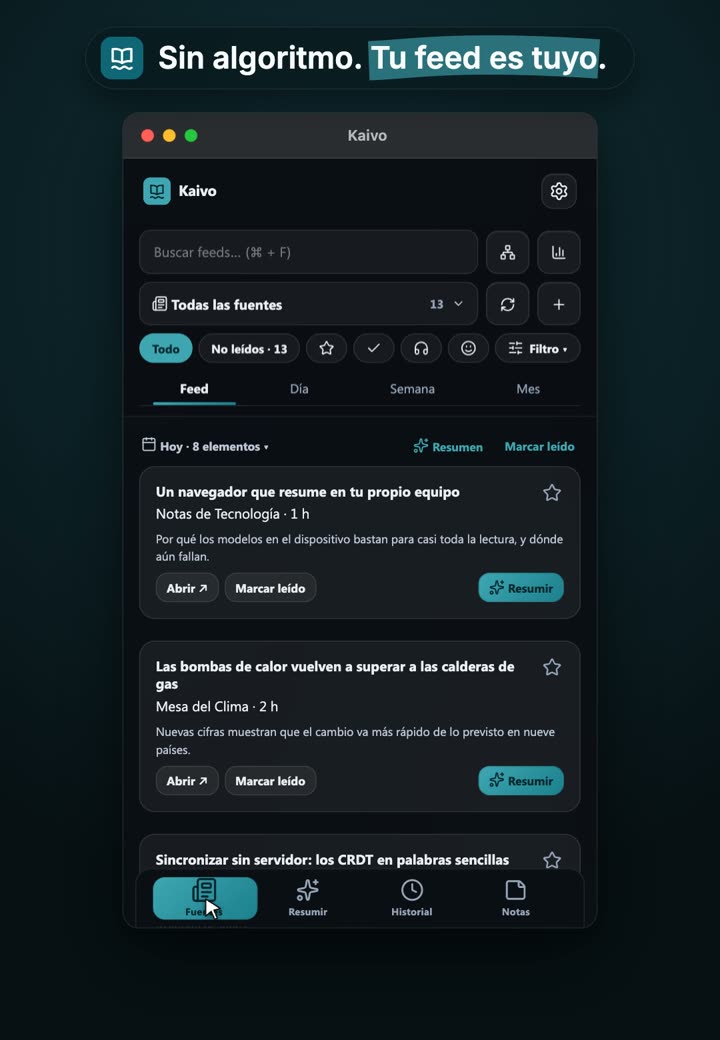 Sin algoritmo. Tu feed es tuyo.
Kaivo
Kaivo
Buscar feeds... (⌘ + F)
Todas las fuentes 13
Todo No leídos · 13 Filtro ▾
Feed Día Semana Mes
Hoy · 8 elementos ▾ Resumen Marcar leído
Un navegador que resume en tu propio equipo
Notas de Tecnología · 1 h
Por qué los modelos en el dispositivo bastan para casi toda la lectura, y dónde
aún fallan.
Abrir ↗ Marcar leído Resumir
Las bombas de calor vuelven a superar a las calderas de
gas
Mesa del Clima · 2 h
Nuevas cifras muestran que el cambio va más rápido de lo previsto en nueve
países.
Abrir ↗ Marcar leído Resumir
Sincronizar sin servidor: los CRDT en palabras sencillas
Resumir Historial Notas